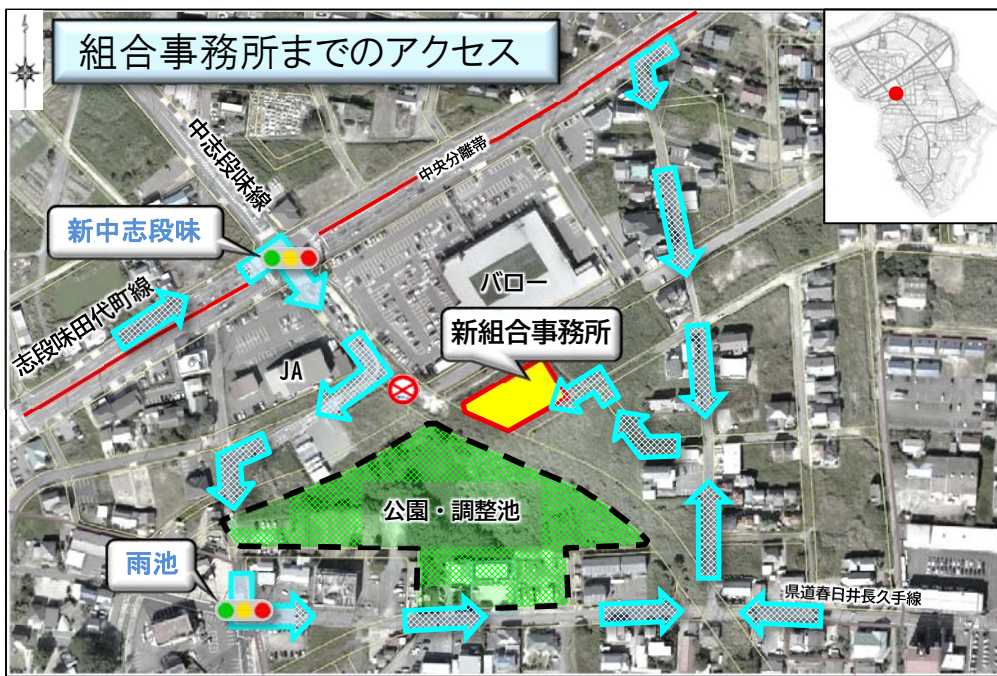 組合事務所までのアクセス
中志段味線
中央分離帯
新中志段味
志段味田代町線
バロー
新組合事務所
JA
公園・調整池
雨池
県道春日井長久手線